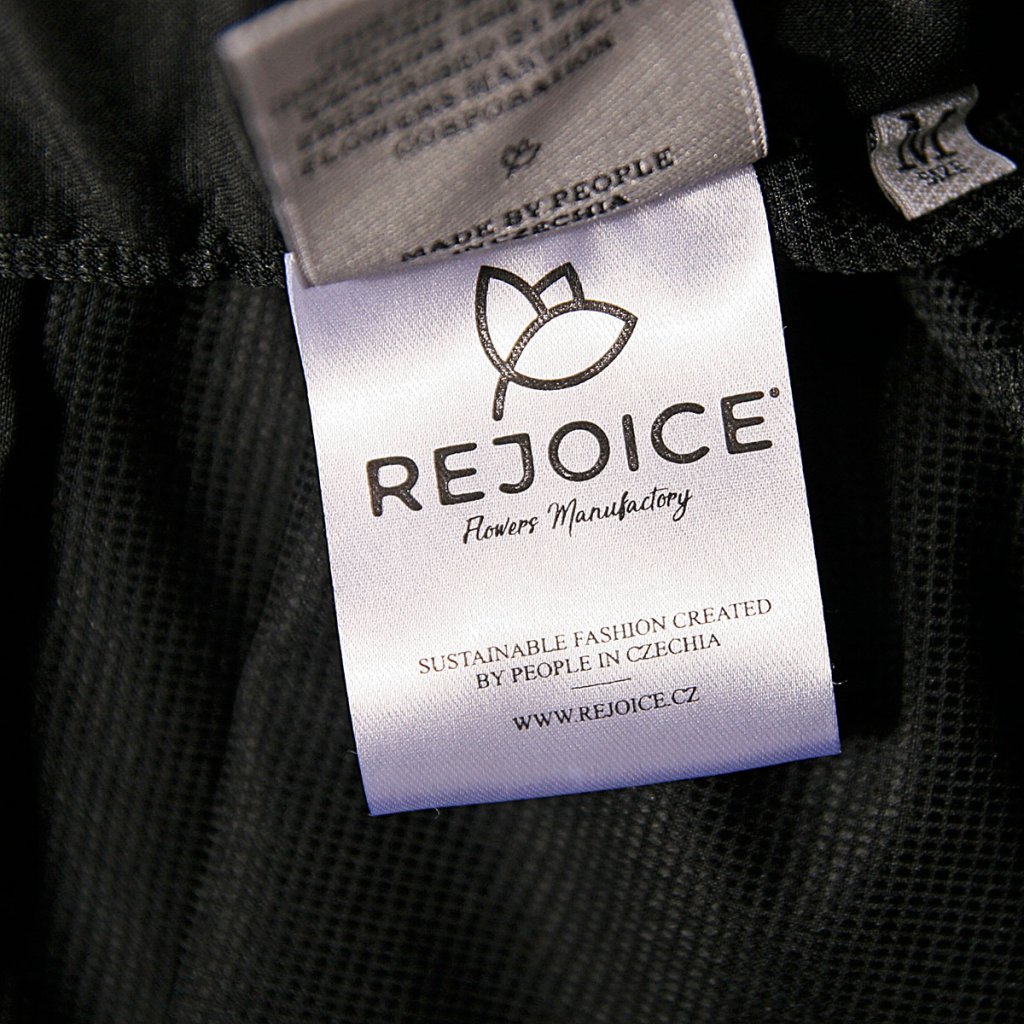 FLOWERS MAN
CORPORATION
MADE BY PEOPLE
IN CZECHIA
M
SIZE
REJOICE
Flowers Manufactory
SUSTAINABLE FASHION CREATED
BY PEOPLE IN CZECHIA
WWW.REJOICE.CZ